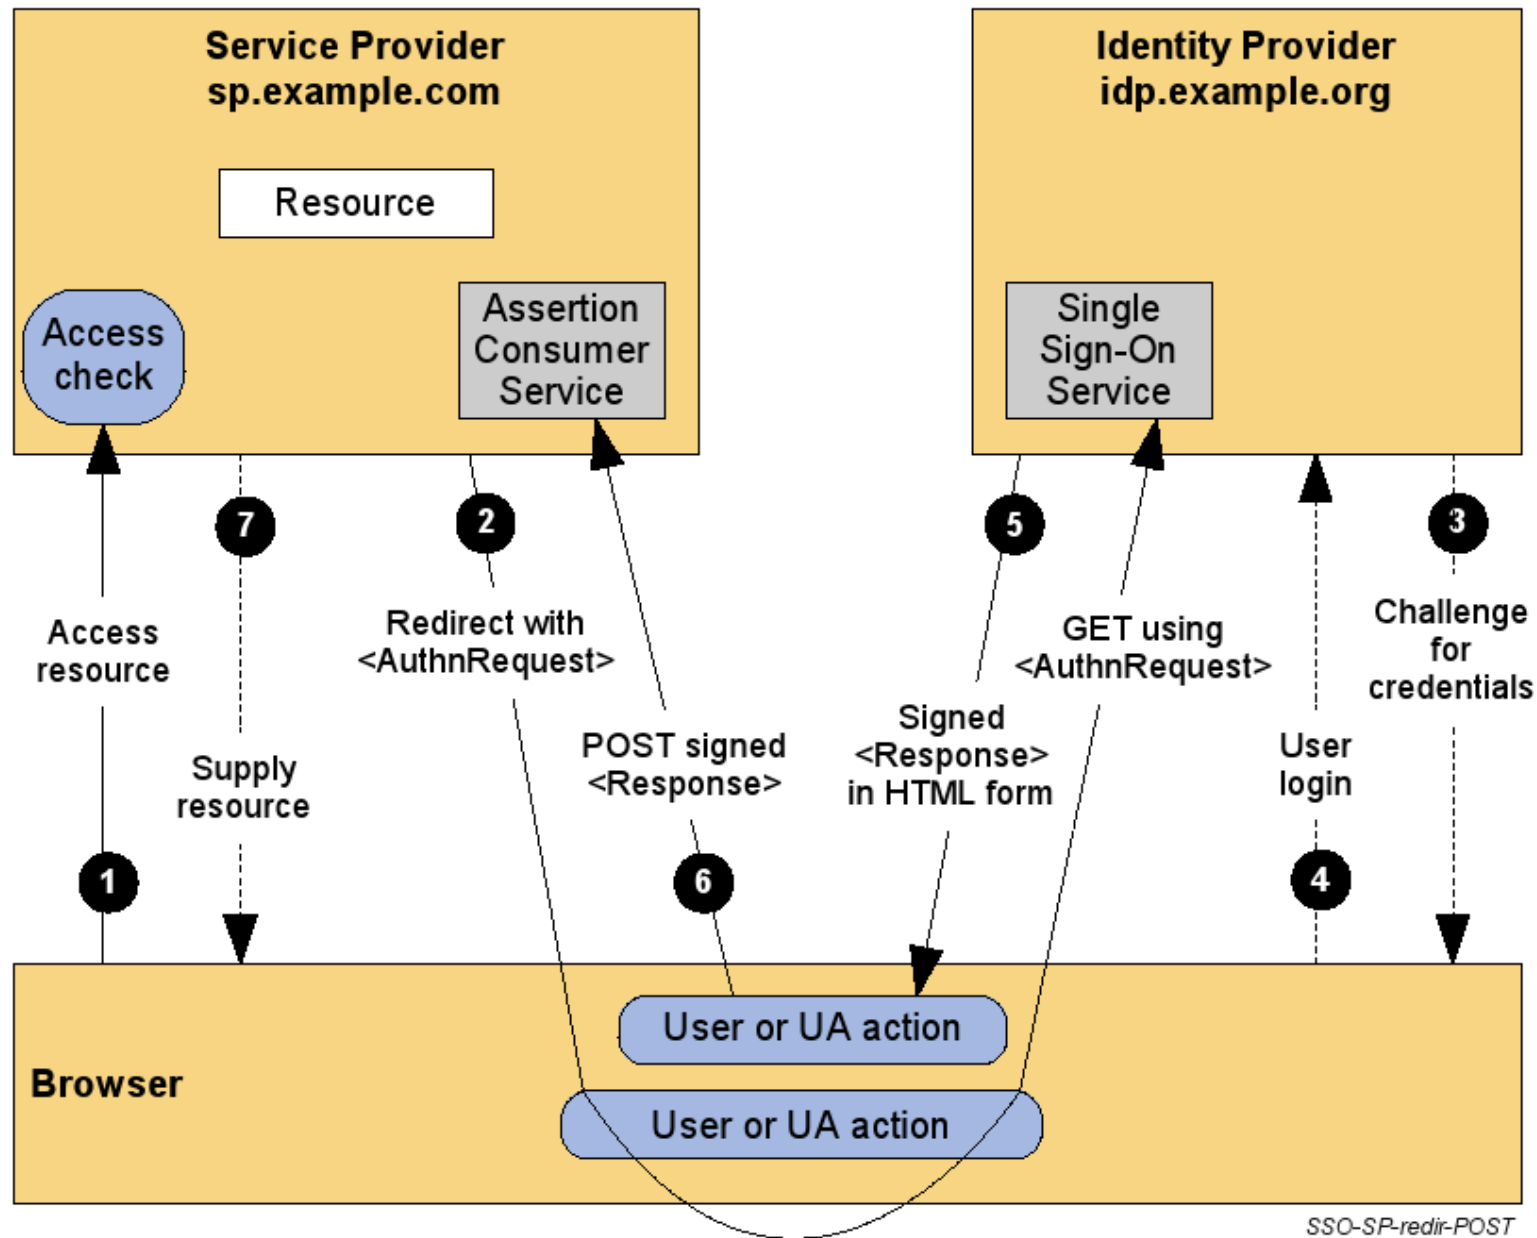 Service Provider
sp.example.com
Identity Provider
idp.example.org
Resource
Access
check
Assertion
Consumer
Service
Single
Sign-On
Service
7
2
5
3
Access
resource
Redirect with
<AuthnRequest>
GET using
<AuthnRequest>
Challenge
for
credentials
Supply
resource
POST signed
<Response>
Signed
<Response>
in HTML form
User
login
1
6
4
User or UA action
Browser
User or UA action
SSO-SP-redir-POST